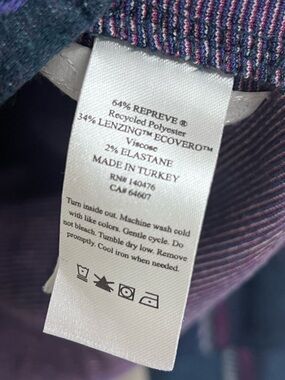 64% REPREVE ®
Recycled Polyester
34% LENZING™ ECOVERO™
Viscose
2% ELASTANE
MADE IN TURKEY
RN# 140476
CA# 64607
Turn inside out. Machine wash cold
with like colors. Gentle cycle. Do
not bleach. Tumble dry low. Remove
promptly. Cool iron when needed.